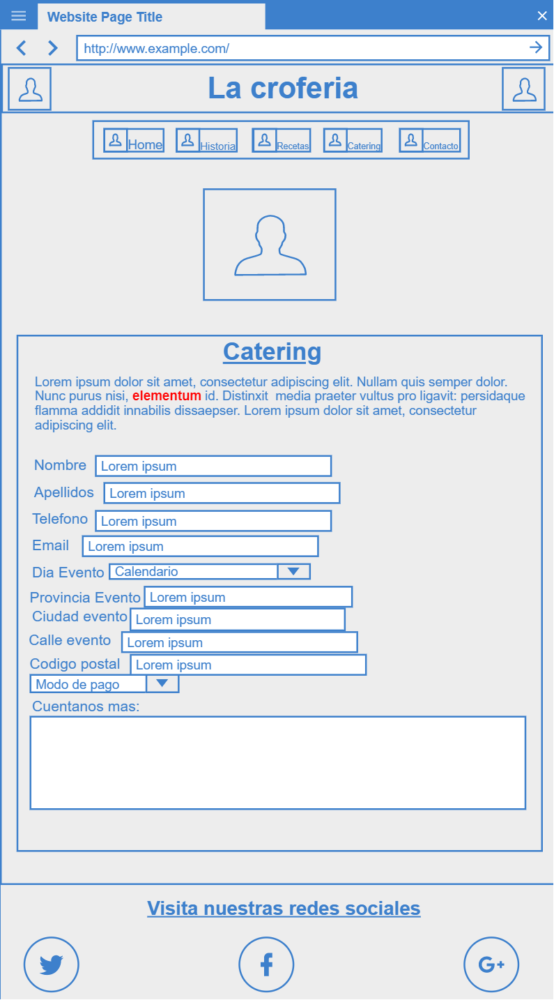 Website Page Title
http://www.example.com/
La croferia
Home Historia Recetas Catering Contacto
Catering
Lorem ipsum dolor sit amet, consectetur adipiscing elit. Nullam quis semper dolor.
Nunc purus nisi, elementum id. Distinxit  media praeter vultus pro ligavit: persidaque
flamma addidit innabilis dissaepser. Lorem ipsum dolor sit amet, consectetur
adipiscing elit.
Nombre Lorem ipsum
Apellidos Lorem ipsum
Telefono Lorem ipsum
Email Lorem ipsum
Dia Evento Calendario
Provincia Evento Lorem ipsum
Ciudad evento Lorem ipsum
Calle evento Lorem ipsum
Codigo postal Lorem ipsum
Modo de pago
Cuentanos mas:
Visita nuestras redes sociales
G+